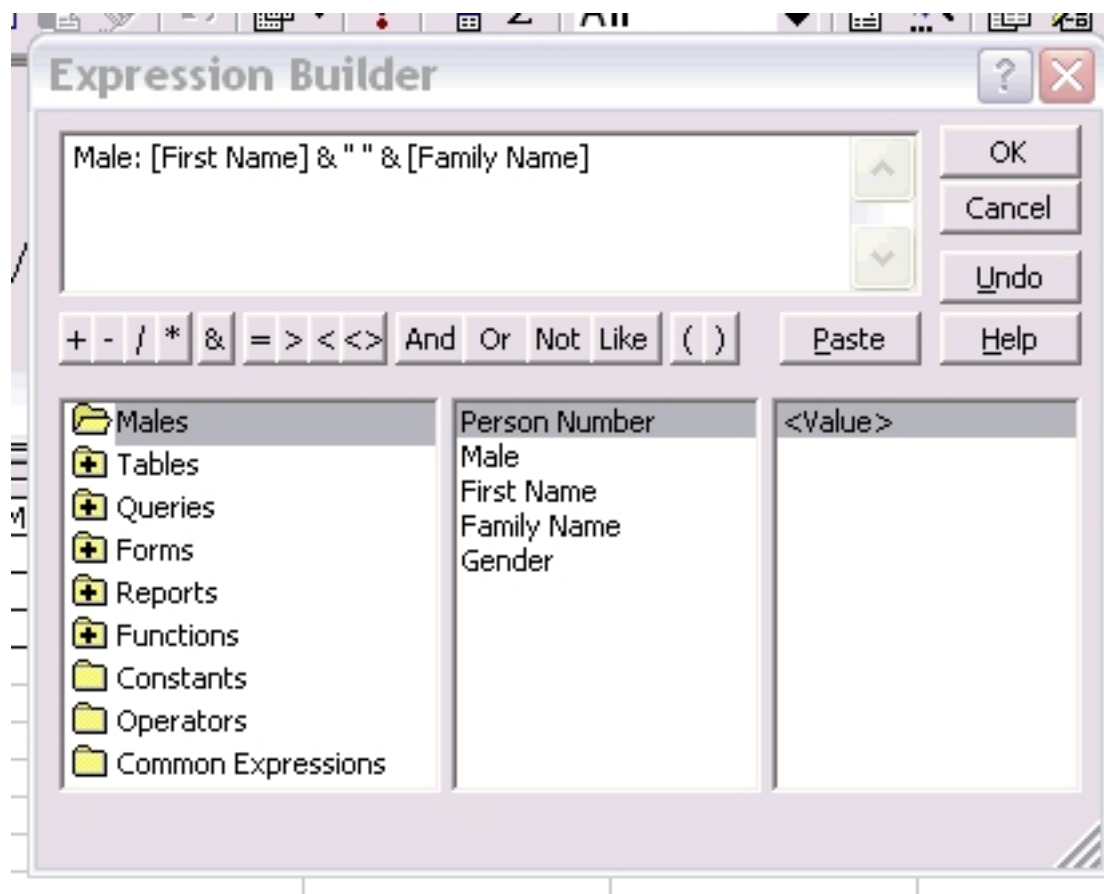 All
Expression Builder
?
Male: [First Name] & " " & [Family Name]
OK
Cancel
Undo
+ - / * & = > < <> And Or Not Like ( ) Paste Help
Males
Tables
Queries
Forms
Reports
Functions
Constants
Operators
Common Expressions
Person Number
Male
First Name
Family Name
Gender
<Value>